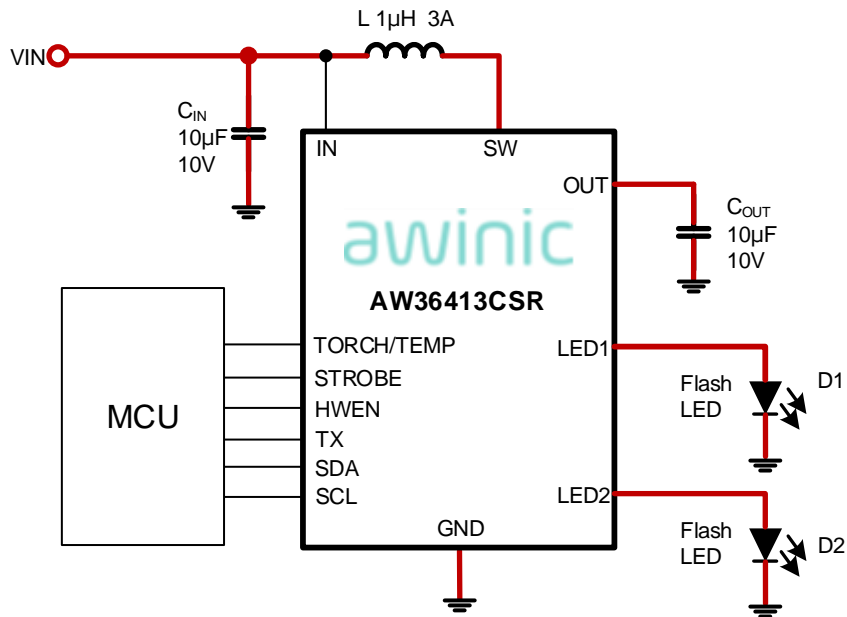 L 1µH 3A
VIN
CIN
10µF
10V
IN
SW
OUT
COUT
10µF
10V
awinic
AW36413CSR
MCU
TORCH/TEMP
STROBE
HWEN
TX
SDA
SCL
LED1
Flash
LED
D1
LED2
Flash
LED
D2
GND